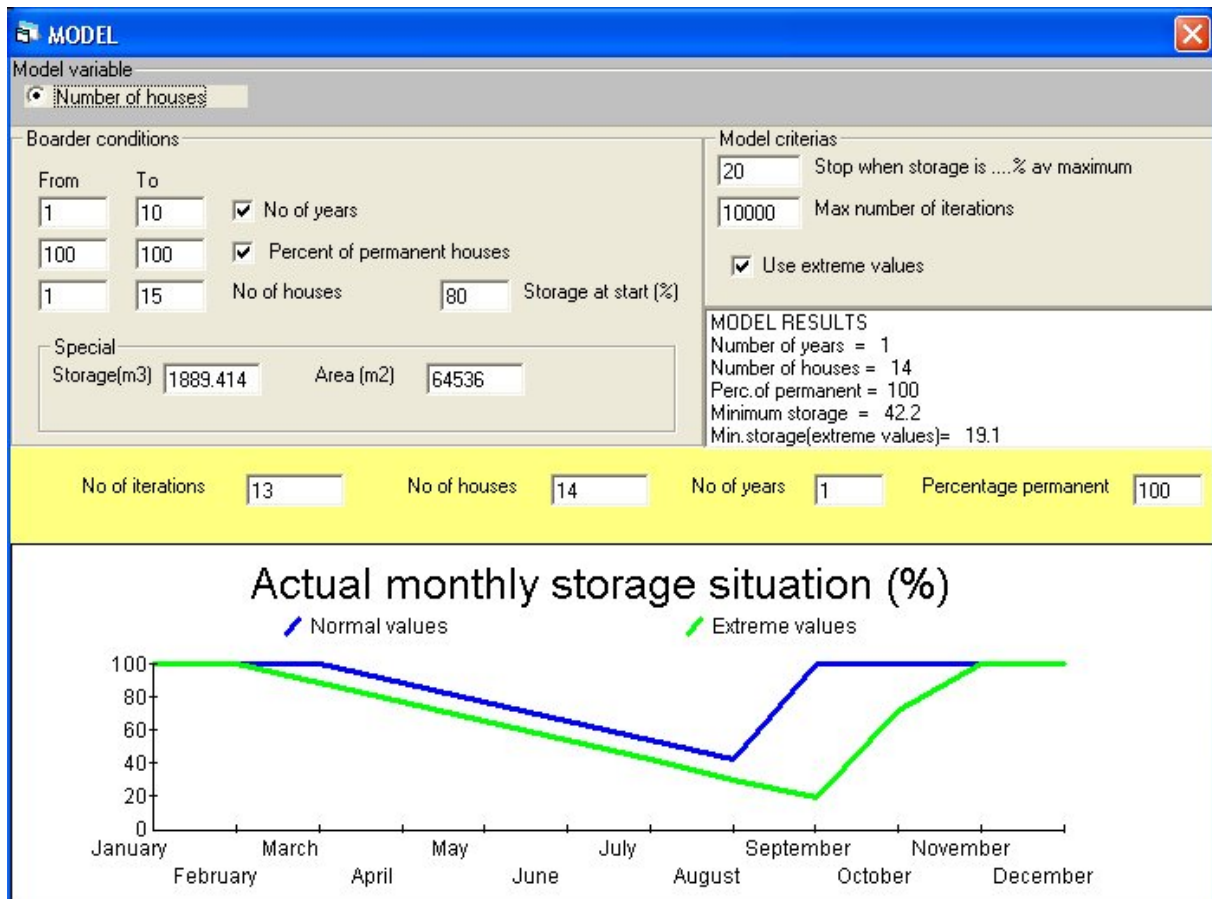 MODEL
Model variable
Number of houses
Boarder conditions
From To
1 10 No of years
100 100 Percent of permanent houses
1 15 No of houses 80 Storage at start (%)
Special
Storage(m3) 1889.414 Area (m2) 64536
Model criterias
20 Stop when storage is ....% av maximum
10000 Max number of iterations
Use extreme values
MODEL RESULTS
Number of years = 1
Number of houses = 14
Perc.of permanent = 100
Minimum storage = 42.2
Min.storage(extreme values)= 19.1
No of iterations 13 No of houses 14 No of years 1 Percentage permanent 100
Actual monthly storage situation (%)
Normal values Extreme values
100
80
60
40
20
0
January March May July September November
February April June August October December